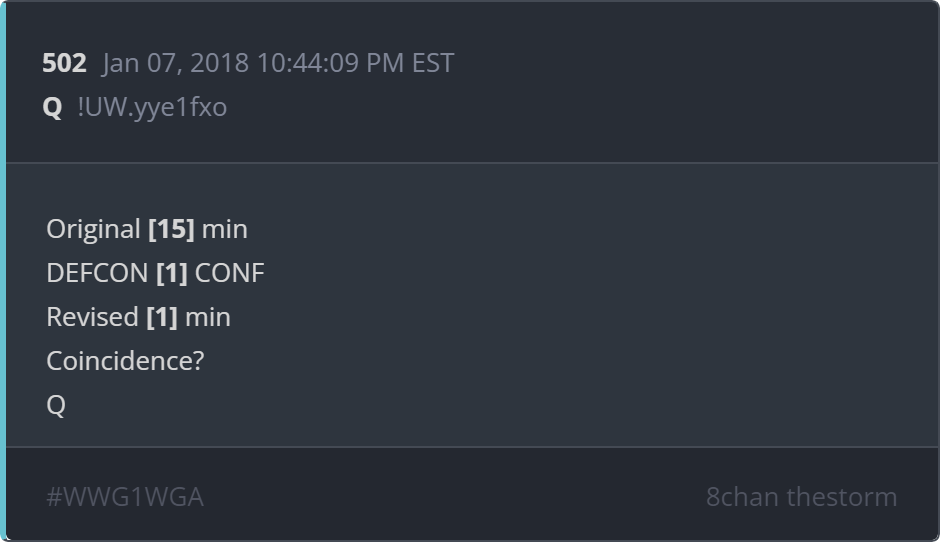 502 Jan 07, 2018 10:44:09 PM EST
Q !UW.yye1fxo
Original [15] min
DEFCON [1] CONF
Revised [1] min
Coincidence?
Q
#WWG1WGA 8chan thestorm